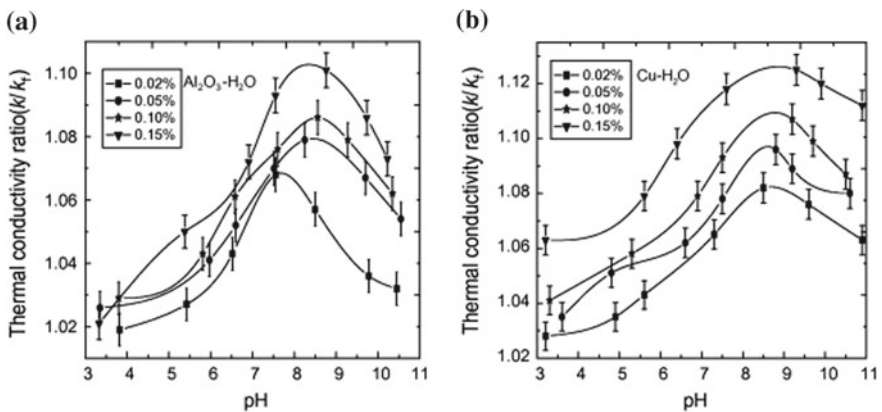 (a)
Thermal conductivity ratio(k/kf)
1.10
1.08
1.06
1.04
1.02
0.02% Al₂O₃-H₂O
0.05%
0.10%
0.15%
3 4 5 6 7 8 9 10 11
pH
(b)
Thermal conductivity ratio(k/kf)
1.12
1.10
1.08
1.06
1.04
1.02
0.02% Cu-H₂O
0.05%
0.10%
0.15%
3 4 5 6 7 8 9 10 11
pH